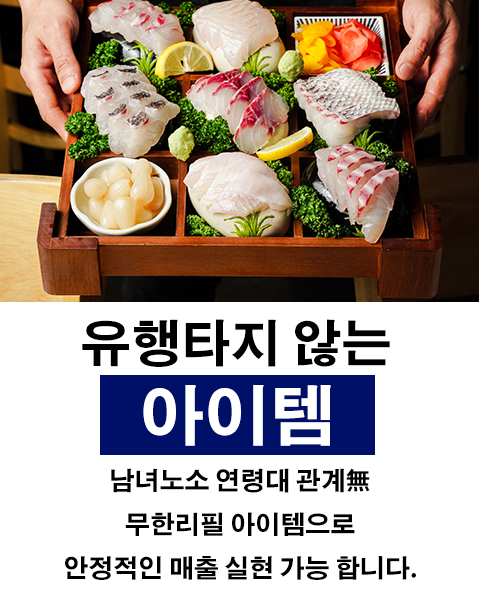 유행타지 않는
아이템
남녀노소 연령대 관계無
무한리필 아이템으로
안정적인 매출 실현 가능 합니다.